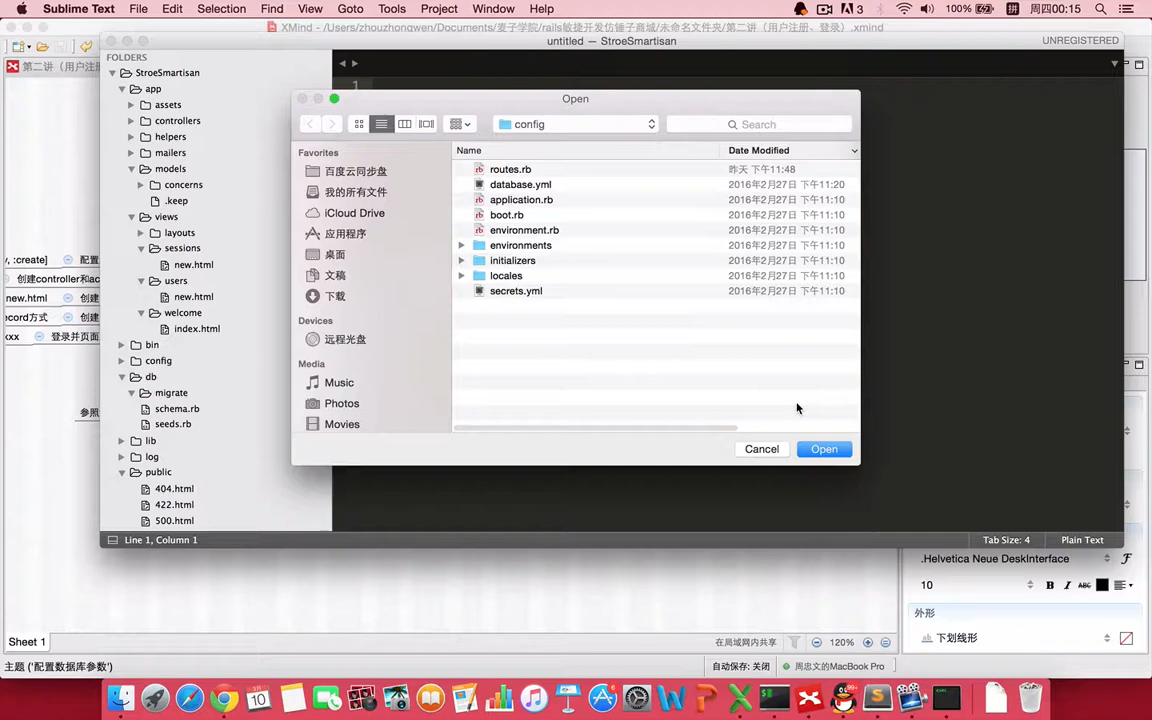 Sublime Text File Edit Selection Find View Goto Tools Project Window Help 3 100% 拼 周四00:15
XMind - /Users/zhouzhongwen/Documents/麦子学院/rails敏捷开发仿锤子商城/未命名文件夹/第二讲（用户注册、登录）.xmind
untitled — StroeSmartisan UNREGISTERED
第二讲（用户注册
FOLDERS
StroeSmartisan
app
assets
controllers
helpers
mailers
models
concerns
.keep
views
layouts
sessions
new.html
users
new.html
welcome
index.html
bin
config
db
migrate
schema.rb
seeds.rb
lib
log
public
404.html
422.html
500.html
1
, :create] 配置
创建controller和ac
new.html 创建
ecord方式 创建
xxx 登录并页面
参照
Open
config Search
Favorites
百度云同步盘
我的所有文件
iCloud Drive
应用程序
桌面
文稿
下载
Devices
远程光盘
Media
Music
Photos
Movies
Name Date Modified
routes.rb 昨天 下午11:48
database.yml 2016年2月27日 下午11:20
application.rb 2016年2月27日 下午11:10
boot.rb 2016年2月27日 下午11:10
environment.rb 2016年2月27日 下午11:10
environments 2016年2月27日 下午11:10
initializers 2016年2月27日 下午11:10
locales 2016年2月27日 下午11:10
secrets.yml 2016年2月27日 下午11:10
Cancel Open
Line 1, Column 1 Tab Size: 4 Plain Text
.Helvetica Neue DeskInterface
10 B I ABC
外形
下划线形
Sheet 1 在局域网内共享 120%
主题 ('配置数据库参数') 自动保存: 关闭 周忠文的MacBook Pro